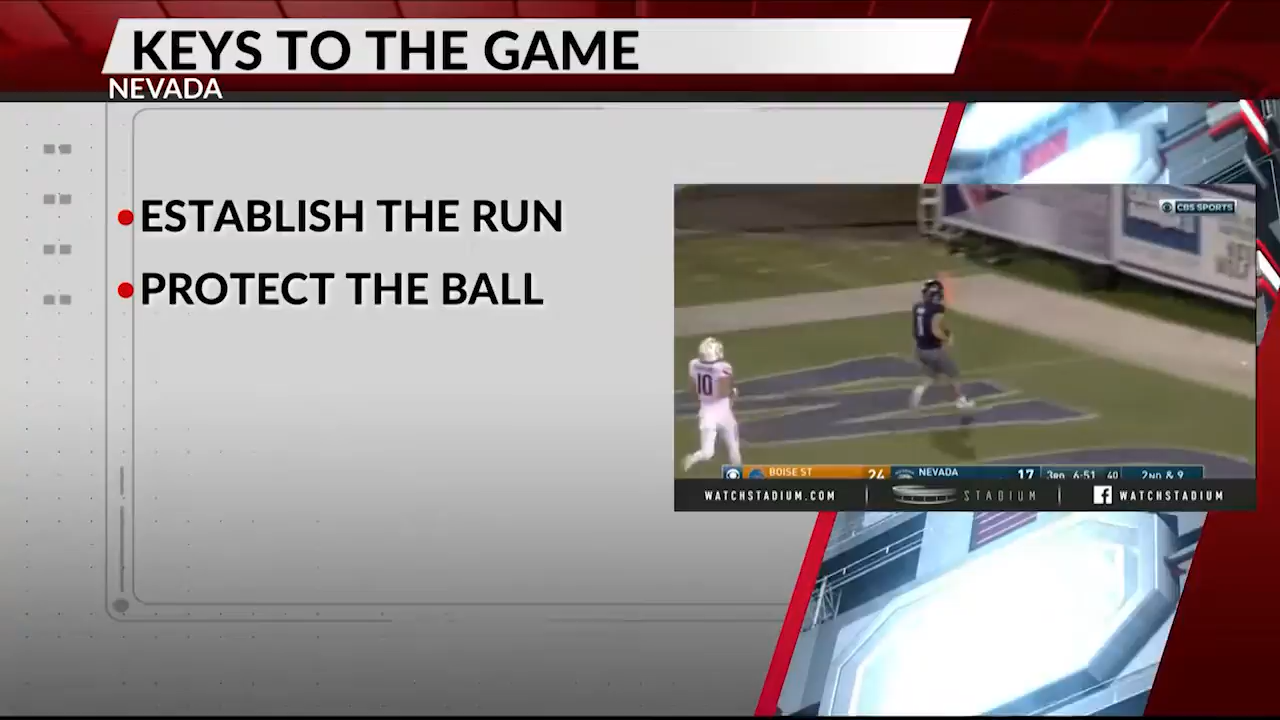 KEYS TO THE GAME
NEVADA
• ESTABLISH THE RUN
• PROTECT THE BALL
CBS SPORTS
1
10
BOISE ST 24 NEVADA 17 3RD 6:51 40 2ND & 9
WATCHSTADIUM.COM | STADIUM | WATCHSTADIUM